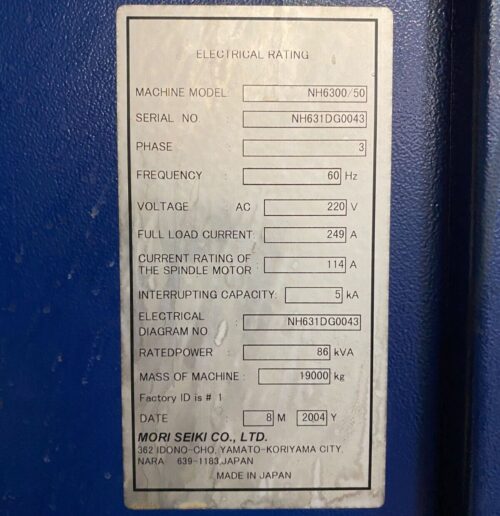 ELECTRICAL RATING
MACHINE MODEL: NH6300/50
SERIAL NO : NH631DG0043
PHASE : 3
FREQUENCY : 60 Hz
VOLTAGE : AC 220 V
FULL LOAD CURRENT: 249 A
CURRENT RATING OF
THE SPINDLE MOTOR : 114 A
INTERRUPTING CAPACITY: 5 kA
ELECTRICAL
DIAGRAM NO : NH631DG0043
RATEDPOWER : 86 kVA
MASS OF MACHINE : 19000 kg
Factory ID is # 1
DATE : 8 M 2004 Y
MORI SEIKI CO., LTD.
362 IDONO-CHO, YAMATO-KORIYAMA CITY,
NARA 639-1183,JAPAN
MADE IN JAPAN